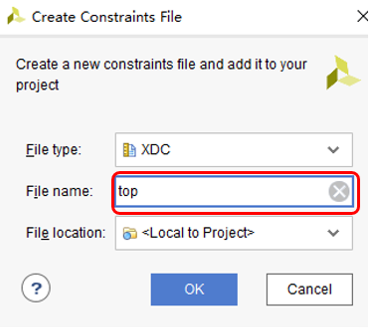 Create Constraints File
Create a new constraints file and add it to your
project
File type: XDC
File name: top
File location: <Local to Project>
? OK Cancel